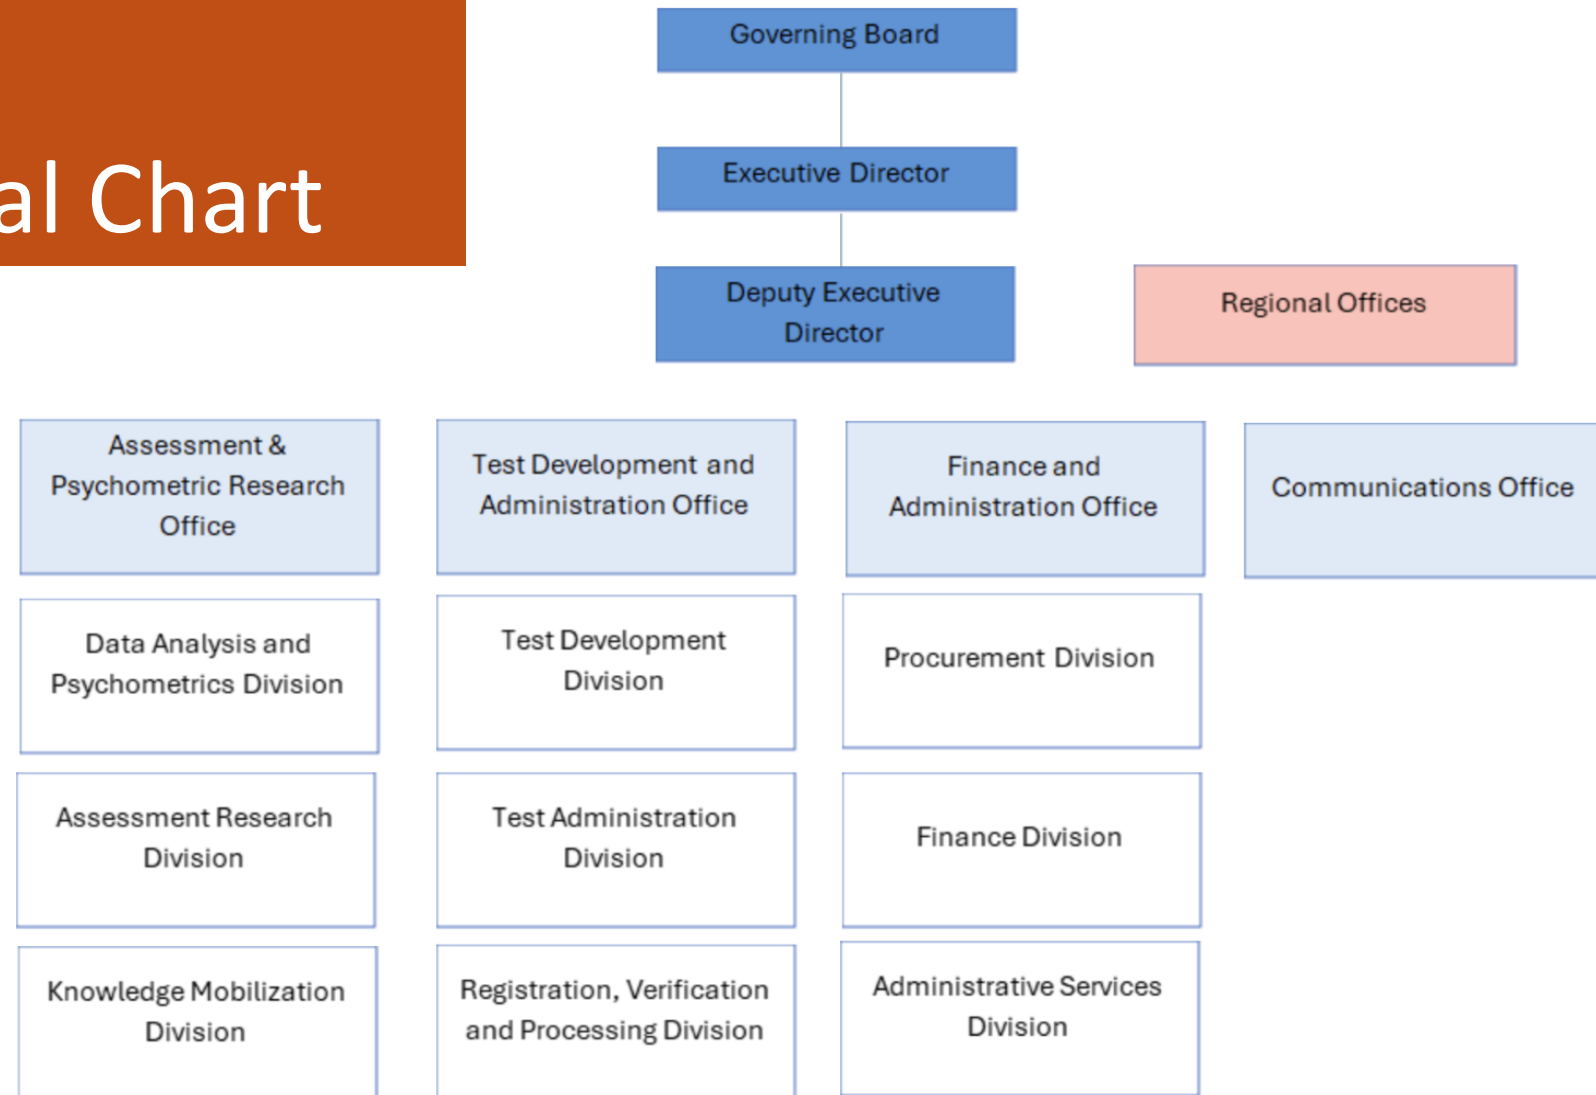 al Chart
Governing Board
Executive Director
Deputy Executive
Director
Regional Offices
Assessment &
Psychometric Research
Office
Test Development and
Administration Office
Finance and
Administration Office
Communications Office
Data Analysis and
Psychometrics Division
Test Development
Division
Procurement Division
Assessment Research
Division
Test Administration
Division
Finance Division
Knowledge Mobilization
Division
Registration, Verification
and Processing Division
Administrative Services
Division